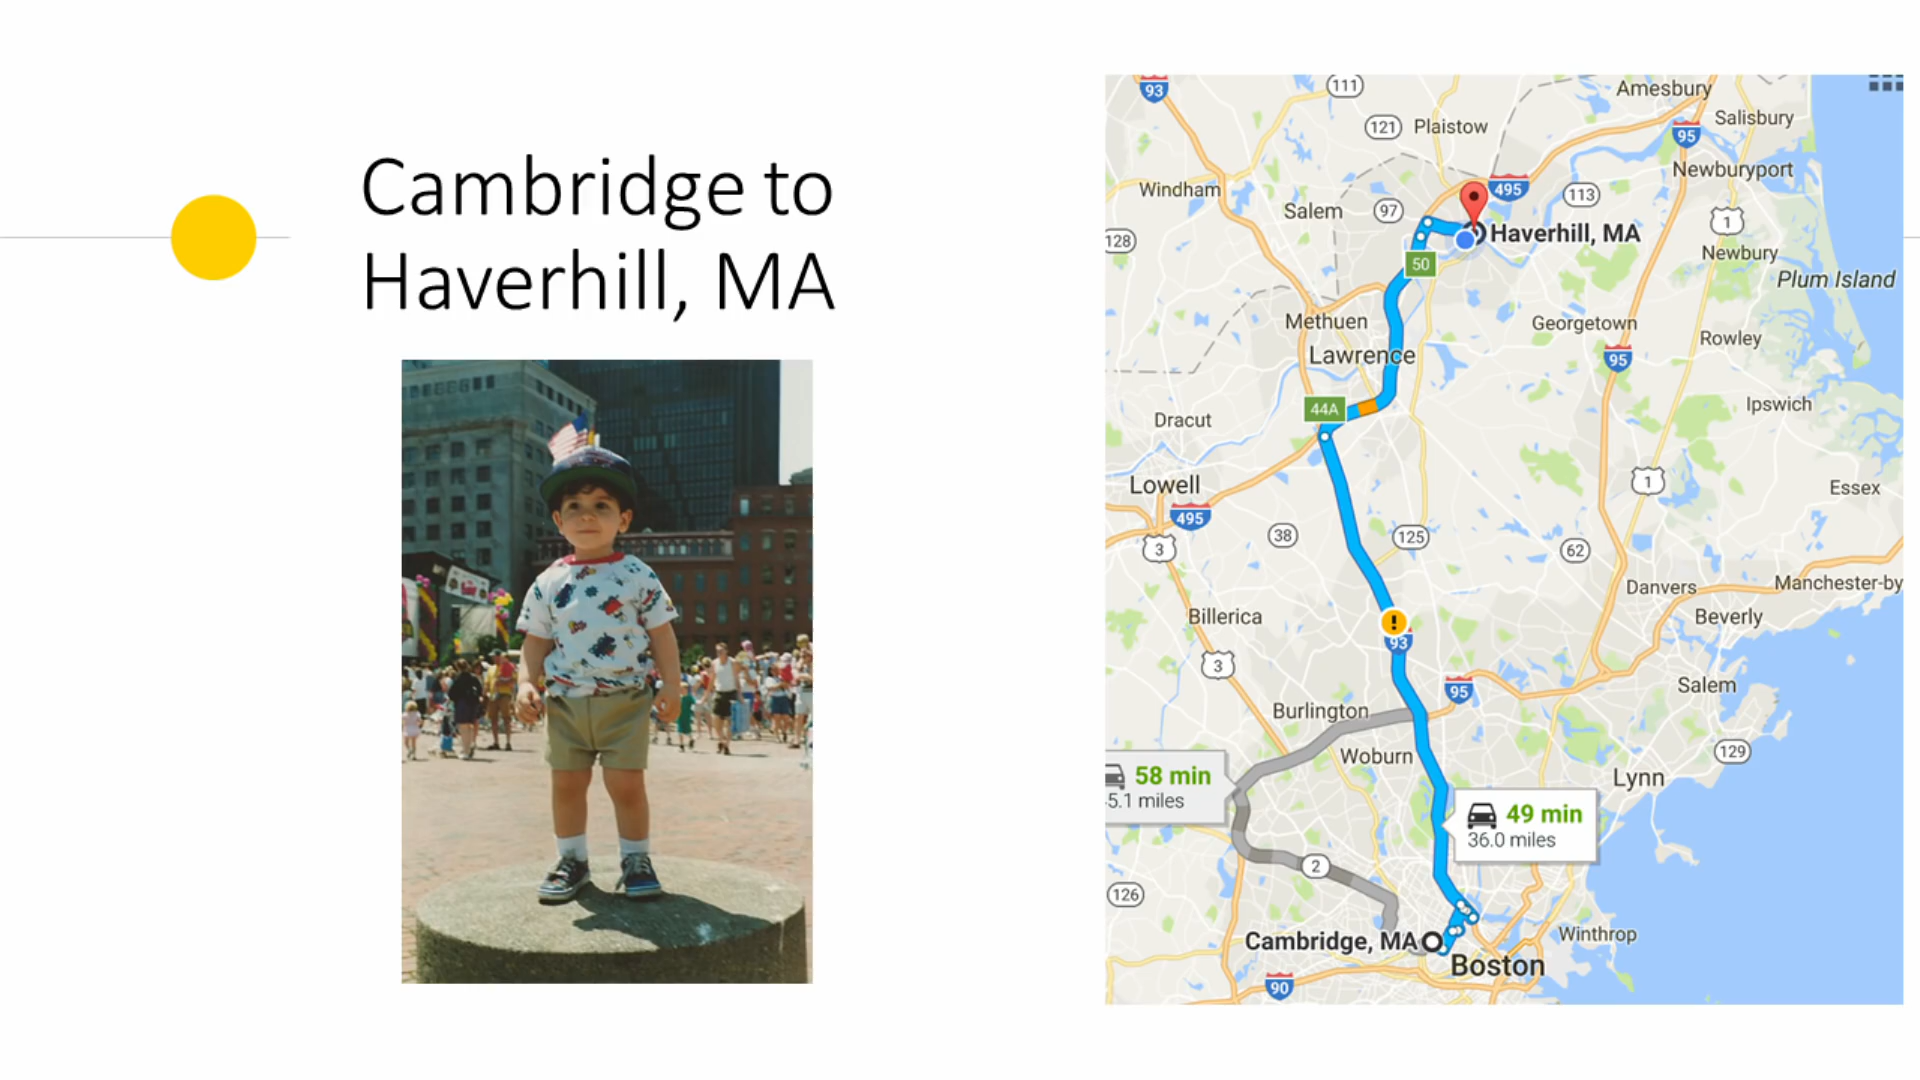 Cambridge to
Haverhill, MA
93
111
Amesbury
121
Plaistow
Salisbury
95
Newburyport
Windham
Salem
97
495
113
1
128
Haverhill, MA
Newbury
50
Plum Island
Methuen
Georgetown
Rowley
Lawrence
95
44A
Ipswich
Dracut
Lowell
1
Essex
495
38
125
62
3
Danvers
Manchester-by
Billerica
Beverly
!
93
3
Salem
95
Burlington
Woburn
129
58 min
5.1 miles
Lynn
49 min
36.0 miles
2
126
Cambridge, MA
Winthrop
Boston
90